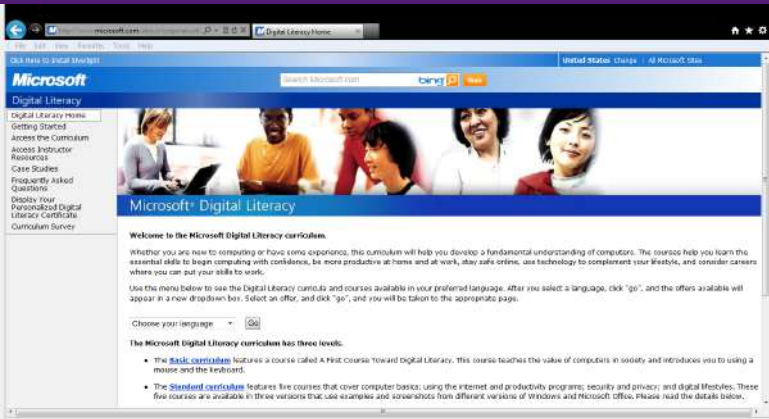 microsoft.com
Digital Literacy Home
File Edit View Favorites Tools Help
Click Here to Install Silverlight
United States Change | All Microsoft Sites
Microsoft
Search Microsoft.com
bing
Digital Literacy
Digital Literacy Home
Getting Started
Access the Curriculum
Access Instructor
Resources
Case Studies
Frequently Asked
Questions
Display Your
Personalized Digital
Literacy Certificate
Curriculum Survey
Microsoft® Digital Literacy
Welcome to the Microsoft Digital Literacy curriculum.
Whether you are new to computing or have some experience, this curriculum will help you develop a fundamental understanding of computers. The courses help you learn the
essential skills to begin computing with confidence, be more productive at home and at work, stay safe online, use technology to complement your lifestyle, and consider careers
where you can put your skills to work.
Use the menu below to see the Digital Literacy curricula and courses available in your preferred language. After you select a language, click "go", and the offers available will
appear in a new dropdown box. Select an offer, and click "go", and you will be taken to the appropriate page.
Choose your language
Go
The Microsoft Digital Literacy curriculum has three levels.
• The Basic curriculum features a course called A First Course Toward Digital Literacy. This course teaches the value of computers in society and introduces you to using a
mouse and the keyboard.
• The Standard curriculum features five courses that cover computer basics; using the internet and productivity programs; security and privacy; and digital lifestyles. These
five courses are available in three versions that use examples and screenshots from different versions of Windows and Microsoft Office. Please read the details below.